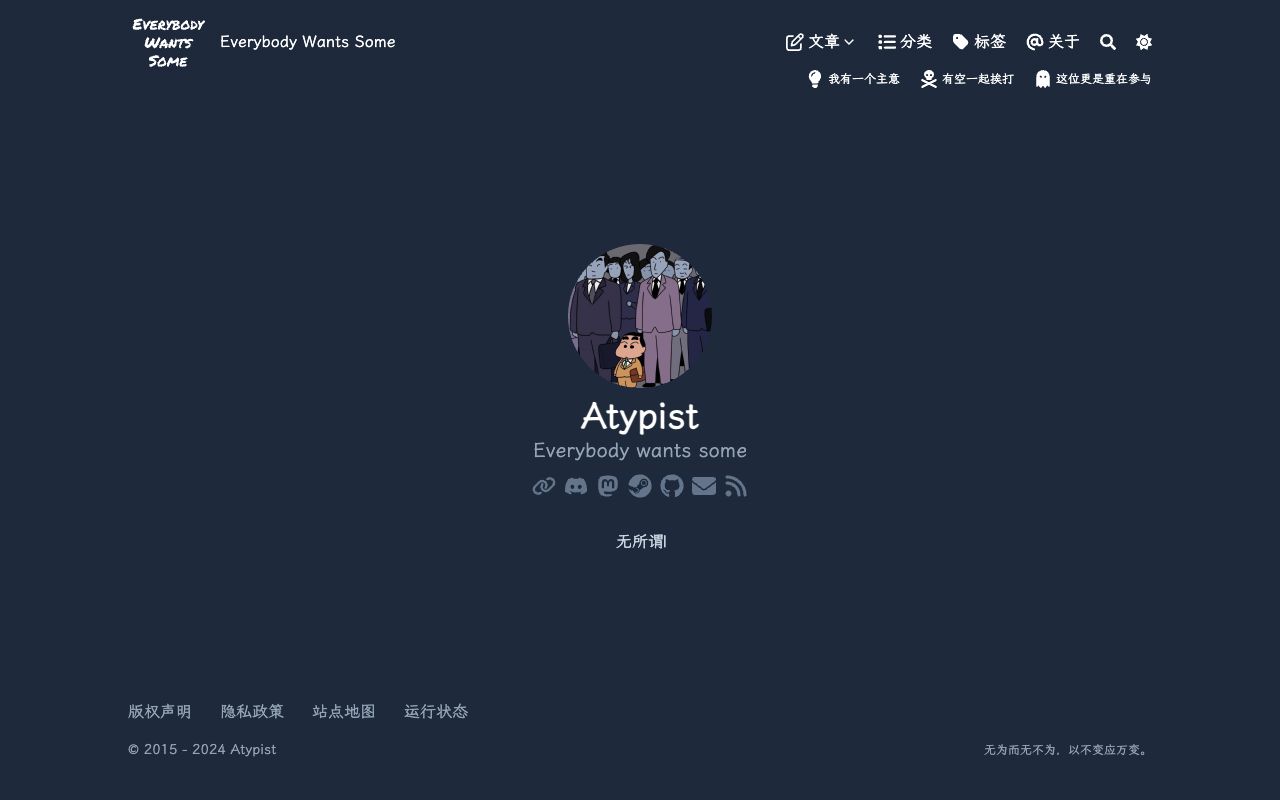 Everybody
Wants
Some
Everybody Wants Some
文章
分类
标签
关于
我有一个主意
有空一起挨打
这位更是重在参与
Atypist
Everybody wants some
无所谓
版权声明
隐私政策
站点地图
运行状态
© 2015 - 2024 Atypist
无为而无不为，以不变应万变。